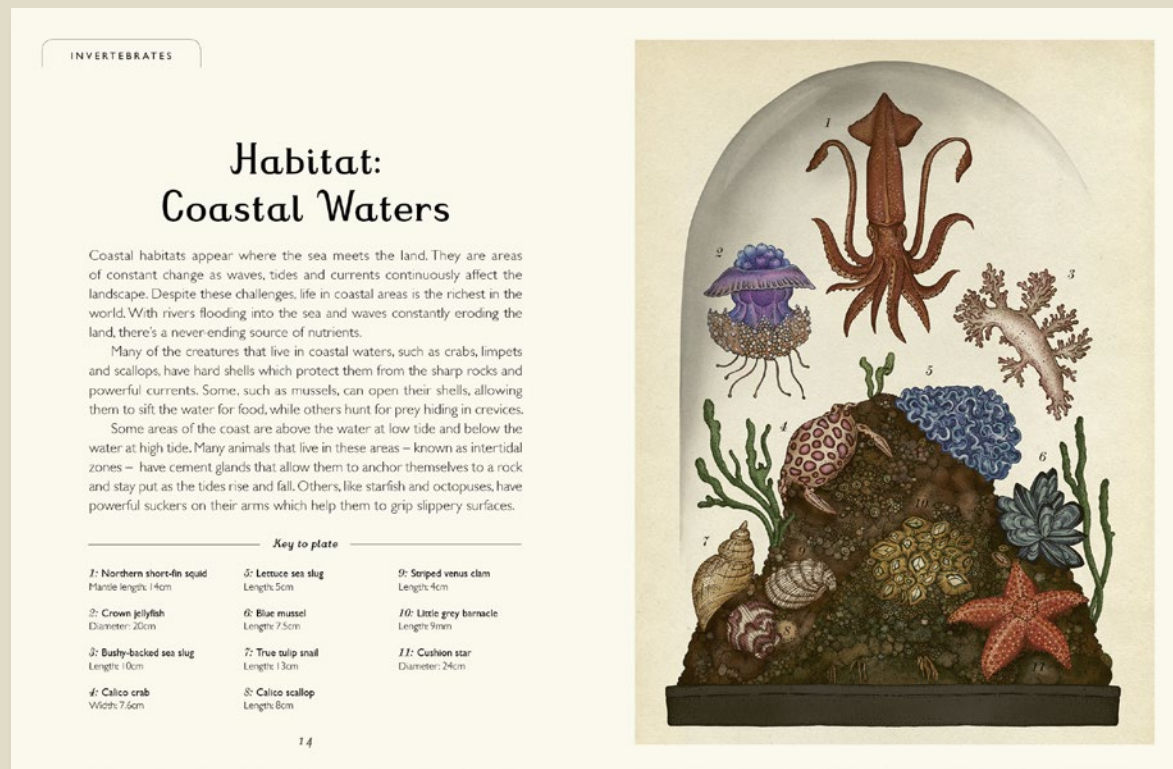 INVERTEBRATES
Habitat:
Coastal Waters
Coastal habitats appear where the sea meets the land. They are areas
of constant change as waves, tides and currents continuously affect the
landscape. Despite these challenges, life in coastal areas is the richest in the
world. With rivers flooding into the sea and waves constantly eroding the
land, there's a never-ending source of nutrients.
Many of the creatures that live in coastal waters, such as crabs, limpets
and scallops, have hard shells which protect them from the sharp rocks and
powerful currents. Some, such as mussels, can open their shells, allowing
them to sift the water for food, while others hunt for prey hiding in crevices.
Some areas of the coast are above the water at low tide and below the
water at high tide. Many animals that live in these areas – known as intertidal
zones – have cement glands that allow them to anchor themselves to a rock
and stay put as the tides rise and fall. Others, like starfish and octopuses, have
powerful suckers on their arms which help them to grip slippery surfaces.
Key to plate
1: Northern short-fin squid
Mantle length: 14cm
2: Crown jellyfish
Diameter: 20cm
3: Bushy-backed sea slug
Length: 10cm
4: Calico crab
Width: 7.6cm
5: Lettuce sea slug
Length: 5cm
6: Blue mussel
Length: 7.5cm
7: True tulip snail
Length: 13cm
8: Calico scallop
Length: 8cm
9: Striped venus clam
Length: 4cm
10: Little grey barnacle
Length: 9mm
11: Cushion star
Diameter: 24cm
14
1
2
3
5
4
6
10
7
9
8
11